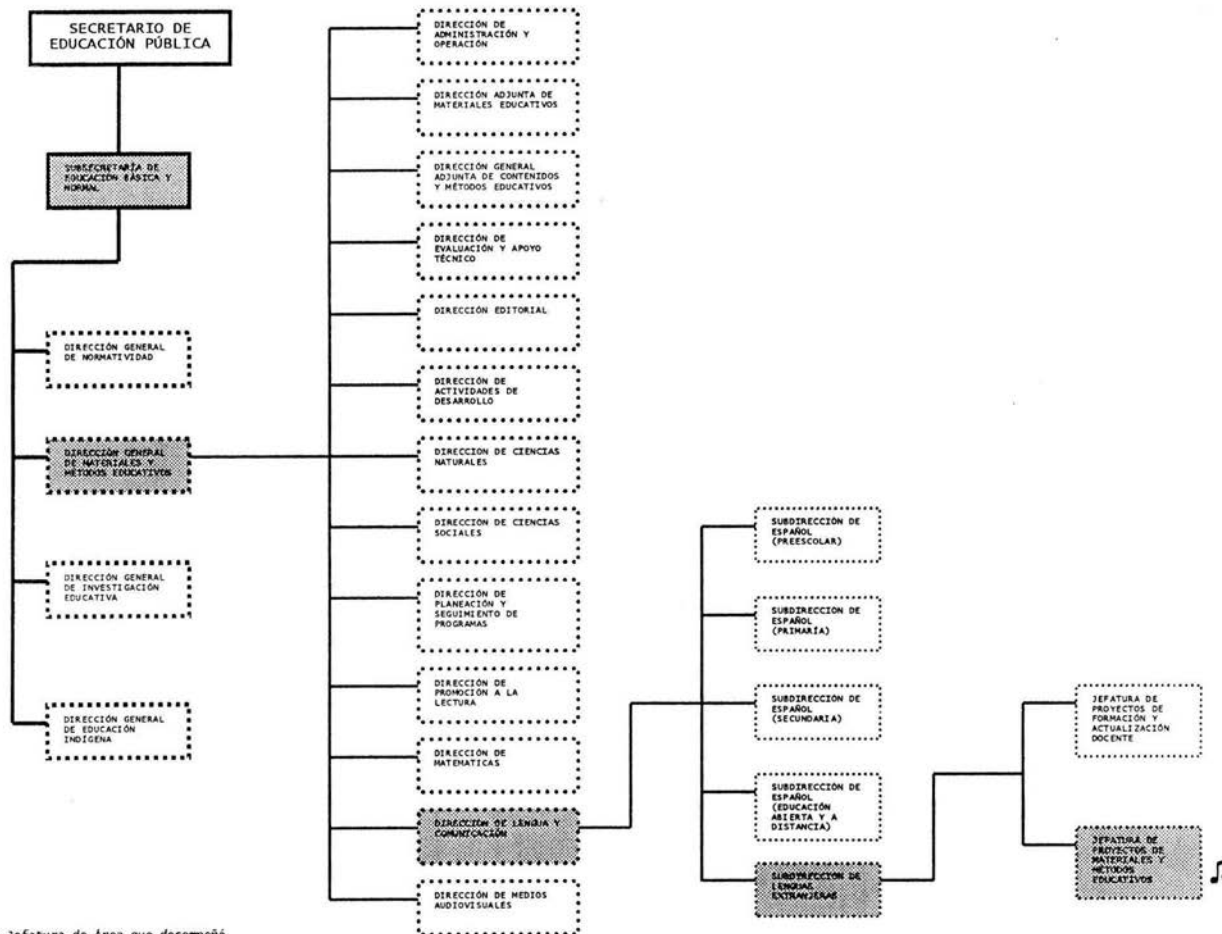 SECRETARIO DE
EDUCACIÓN PÚBLICA
SUBSECRETARÍA DE
EDUCACIÓN BÁSICA Y
NORMAL
DIRECCIÓN GENERAL
DE NORMATIVIDAD
DIRECCIÓN GENERAL
DE MATERIALES Y
MÉTODOS EDUCATIVOS
DIRECCIÓN GENERAL
DE INVESTIGACIÓN
EDUCATIVA
DIRECCIÓN GENERAL
DE EDUCACIÓN
INDÍGENA
DIRECCIÓN DE
ADMINISTRACIÓN Y
OPERACIÓN
DIRECCIÓN ADJUNTA DE
MATERIALES EDUCATIVOS
DIRECCIÓN GENERAL
ADJUNTA DE CONTENIDOS
Y MÉTODOS EDUCATIVOS
DIRECCIÓN DE
EVALUACIÓN Y APOYO
TÉCNICO
DIRECCIÓN EDITORIAL
DIRECCIÓN DE
ACTIVIDADES DE
DESARROLLO
DIRECCION DE CIENCIAS
NATURALES
DIRECCIÓN DE CIENCIAS
SOCIALES
DIRECCIÓN DE
PLANEACIÓN Y
SEGUIMIENTO DE
PROGRAMAS
DIRECCIÓN DE
PROMOCIÓN A LA
LECTURA
DIRECCIÓN DE
MATEMATICAS
DIRECCIÓN DE LENGUA Y
COMUNICACIÓN
DIRECCIÓN DE MEDIOS
AUDIOVISUALES
SUBDIRECCIÓN DE
ESPAÑOL
(PREESCOLAR)
SUBDIRECCIÓN DE
ESPAÑOL
(PRIMARÍA)
SUBDIRECCIÓN DE
ESPAÑOL
(SECUNDARIA)
SUBDIRECCIÓN DE
ESPAÑOL
(EDUCACIÓN
ABIERTA Y A
DISTANCIA)
SUBDIRECCIÓN DE
LENGUAS
EXTRANJERAS
JEFATURA DE
PROYECTOS DE
FORMACIÓN Y
ACTUALIZACIÓN
DOCENTE
JEFATURA DE
PROYECTOS DE
MATERIALES Y
MÉTODOS
EDUCATIVOS
Jefatura de área que desempeñó